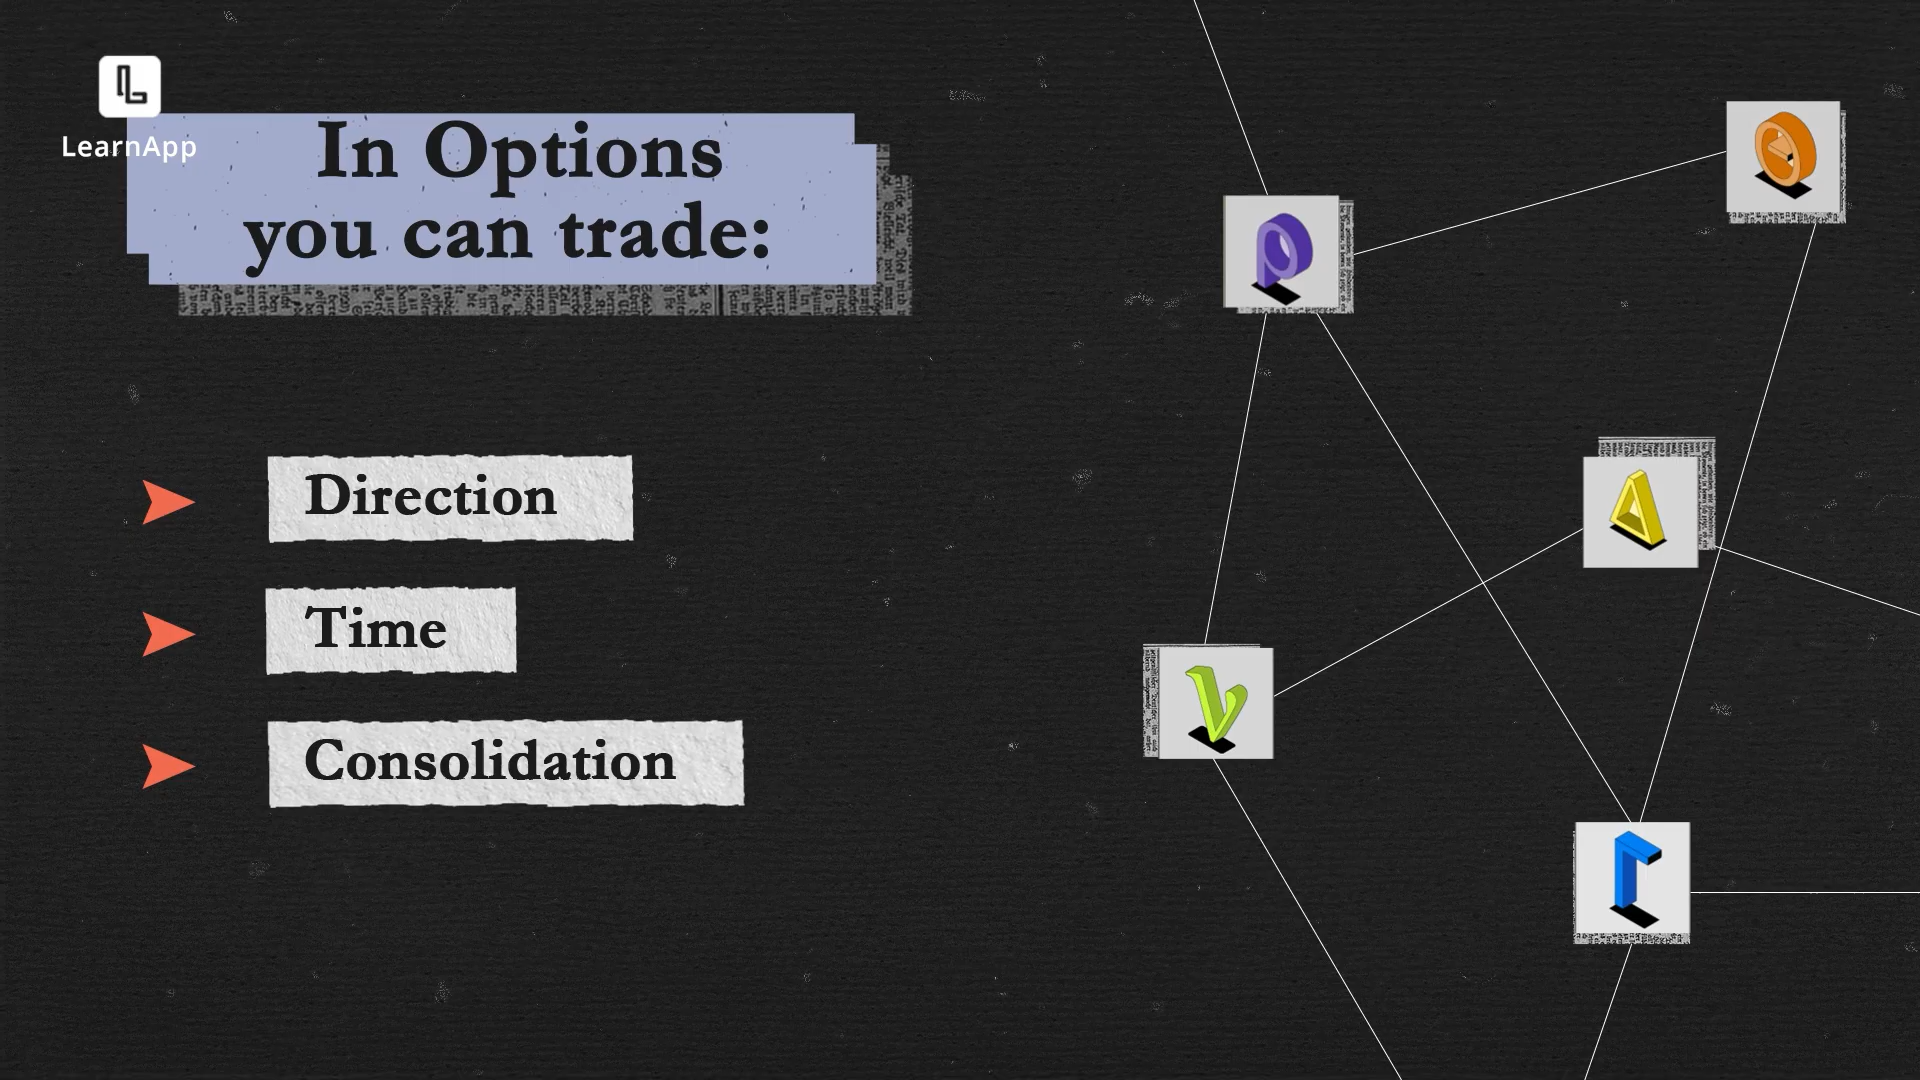 LearnApp
In Options
you can trade:
Direction
Time
Consolidation
ρ
Θ
Δ
ν
Γ